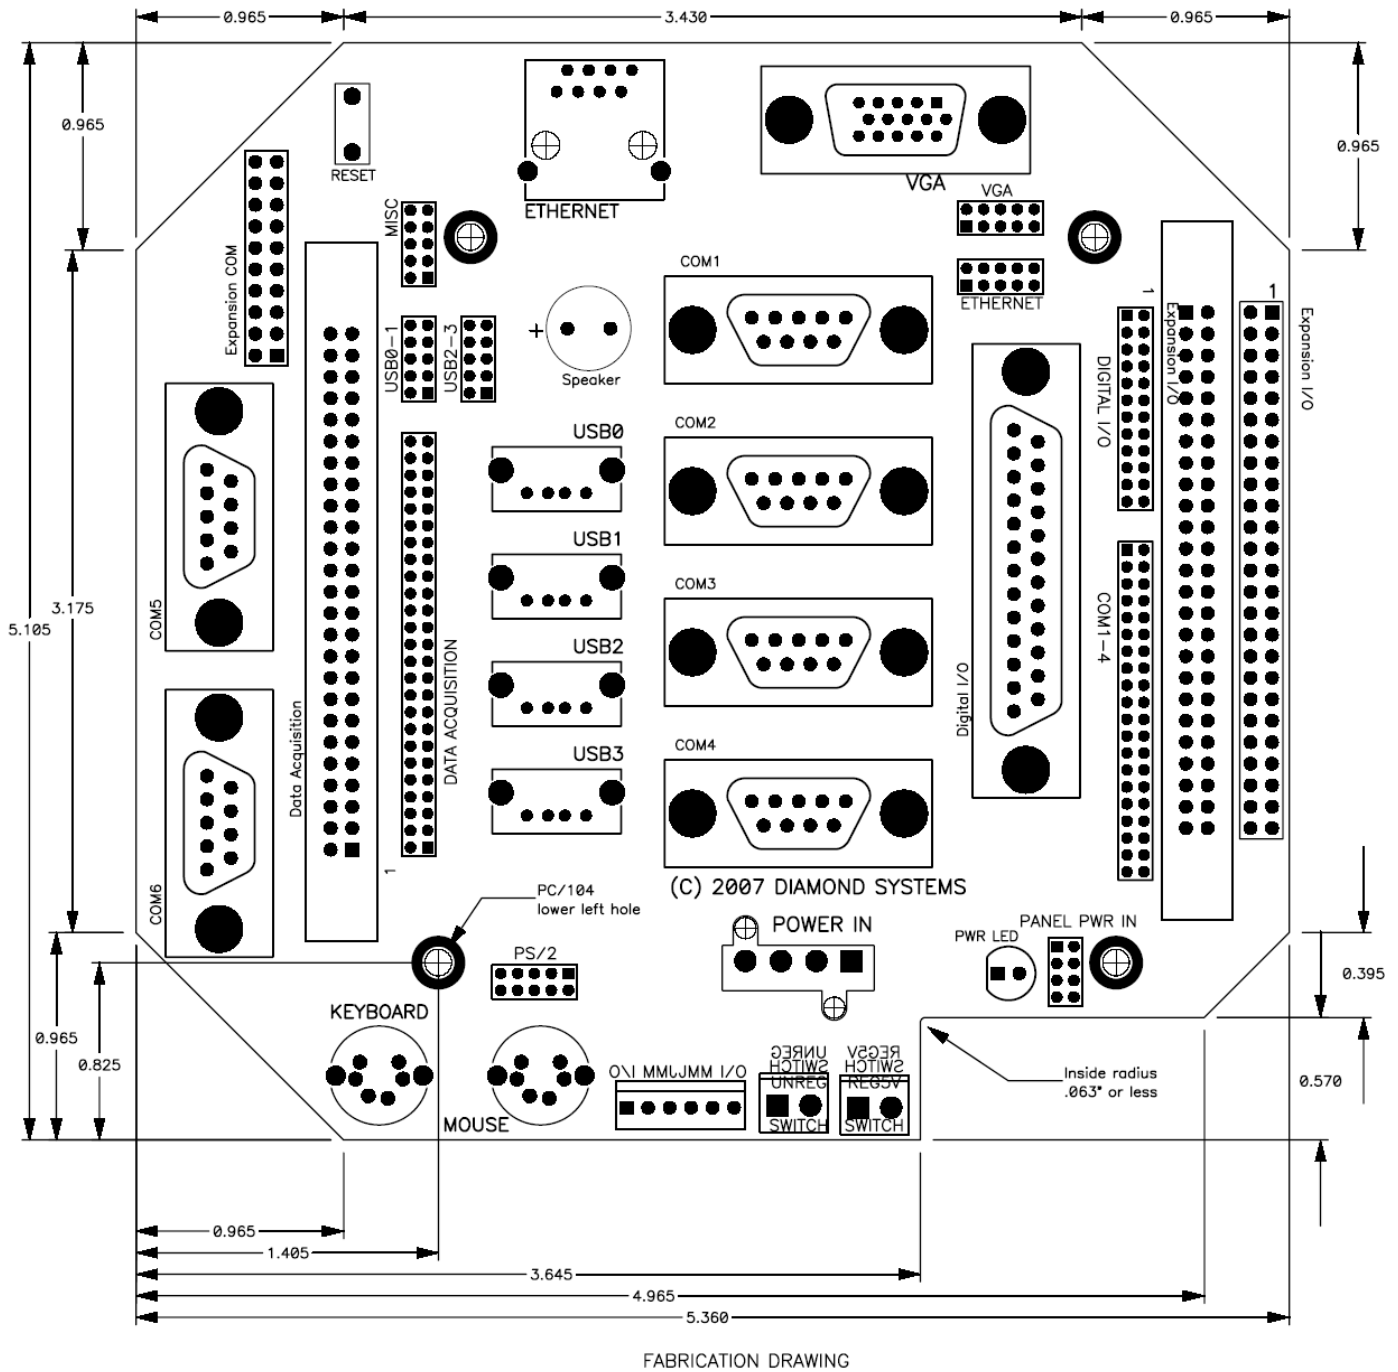 0.965
3.430
0.965
0.965
0.965
RESET
ETHERNET
VGA
VGA
MISC
Expansion COM
COM1
ETHERNET
1
1
Expansion I/O
Expansion I/O
USB0-1
USB2-3
+
Speaker
DIGITAL I/O
USB0
COM2
USB1
COM3
COM5
3.175
5.105
USB2
COM1-4
DATA ACQUISITION
Digital I/O
Data Acquisition
USB3
COM4
1
COM6
(C) 2007 DIAMOND SYSTEMS
PC/104
lower left hole
POWER IN
PANEL PWR IN
PWR LED
PS/2
0.395
KEYBOARD
0.965
0.825
UNREG
SWITCH
REG5V
SWITCH
UNREG
SWITCH
REG5V
SWITCH
MOUSE
Inside radius
.063" or less
0.570
0.965
1.405
3.645
4.965
5.360
FABRICATION DRAWING